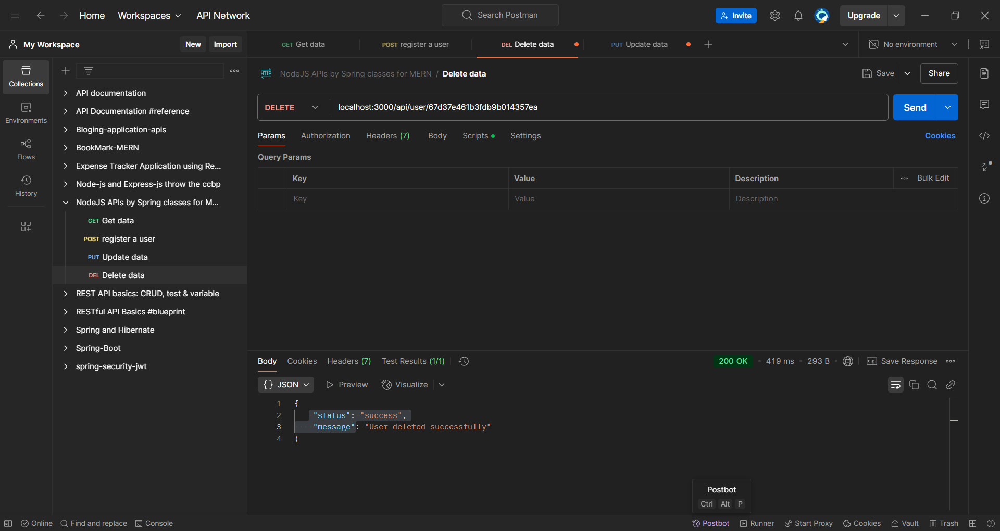 Home Workspaces API Network Search Postman Invite Upgrade
My Workspace New Import GET Get data POST register a user DEL Delete data PUT Update data No environment
Collections
Environments
Flows
History
API documentation
API Documentation #reference
Bloging-application-apis
BookMark-MERN
Expense Tracker Application using Re...
Node-js and Express-js throw the ccbp
NodeJS APIs by Spring classes for M...
GET Get data
POST register a user
PUT Update data
DEL Delete data
REST API basics: CRUD, test & variable
RESTful API Basics #blueprint
Spring and Hibernate
Spring-Boot
spring-security-jwt
HTTP NodeJS APIs by Spring classes for MERN / Delete data Save Share
DELETE localhost:3000/api/user/67d37e461b3fdb9b014357ea Send
Params Authorization Headers (7) Body Scripts Settings Cookies
Query Params
Key Value Description Bulk Edit
Key Value Description
Body Cookies Headers (7) Test Results (1/1) 200 OK 419 ms 293 B e.g. Save Response
{} JSON Preview Visualize
1 {
2 "status": "success",
3 "message": "User deleted successfully"
4 }
Postbot
Ctrl Alt P
Online Find and replace Console Postbot Runner Start Proxy Cookies Vault Trash